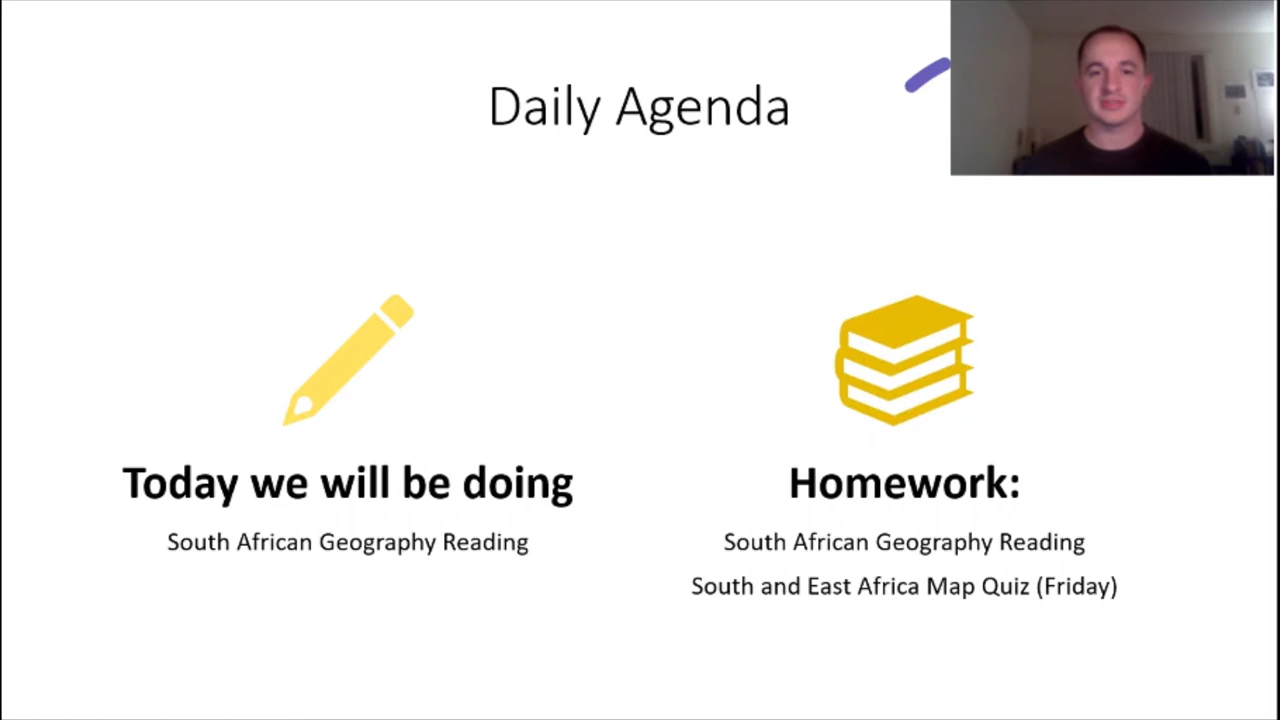 Daily Agenda
Today we will be doing
South African Geography Reading
Homework:
South African Geography Reading
South and East Africa Map Quiz (Friday)